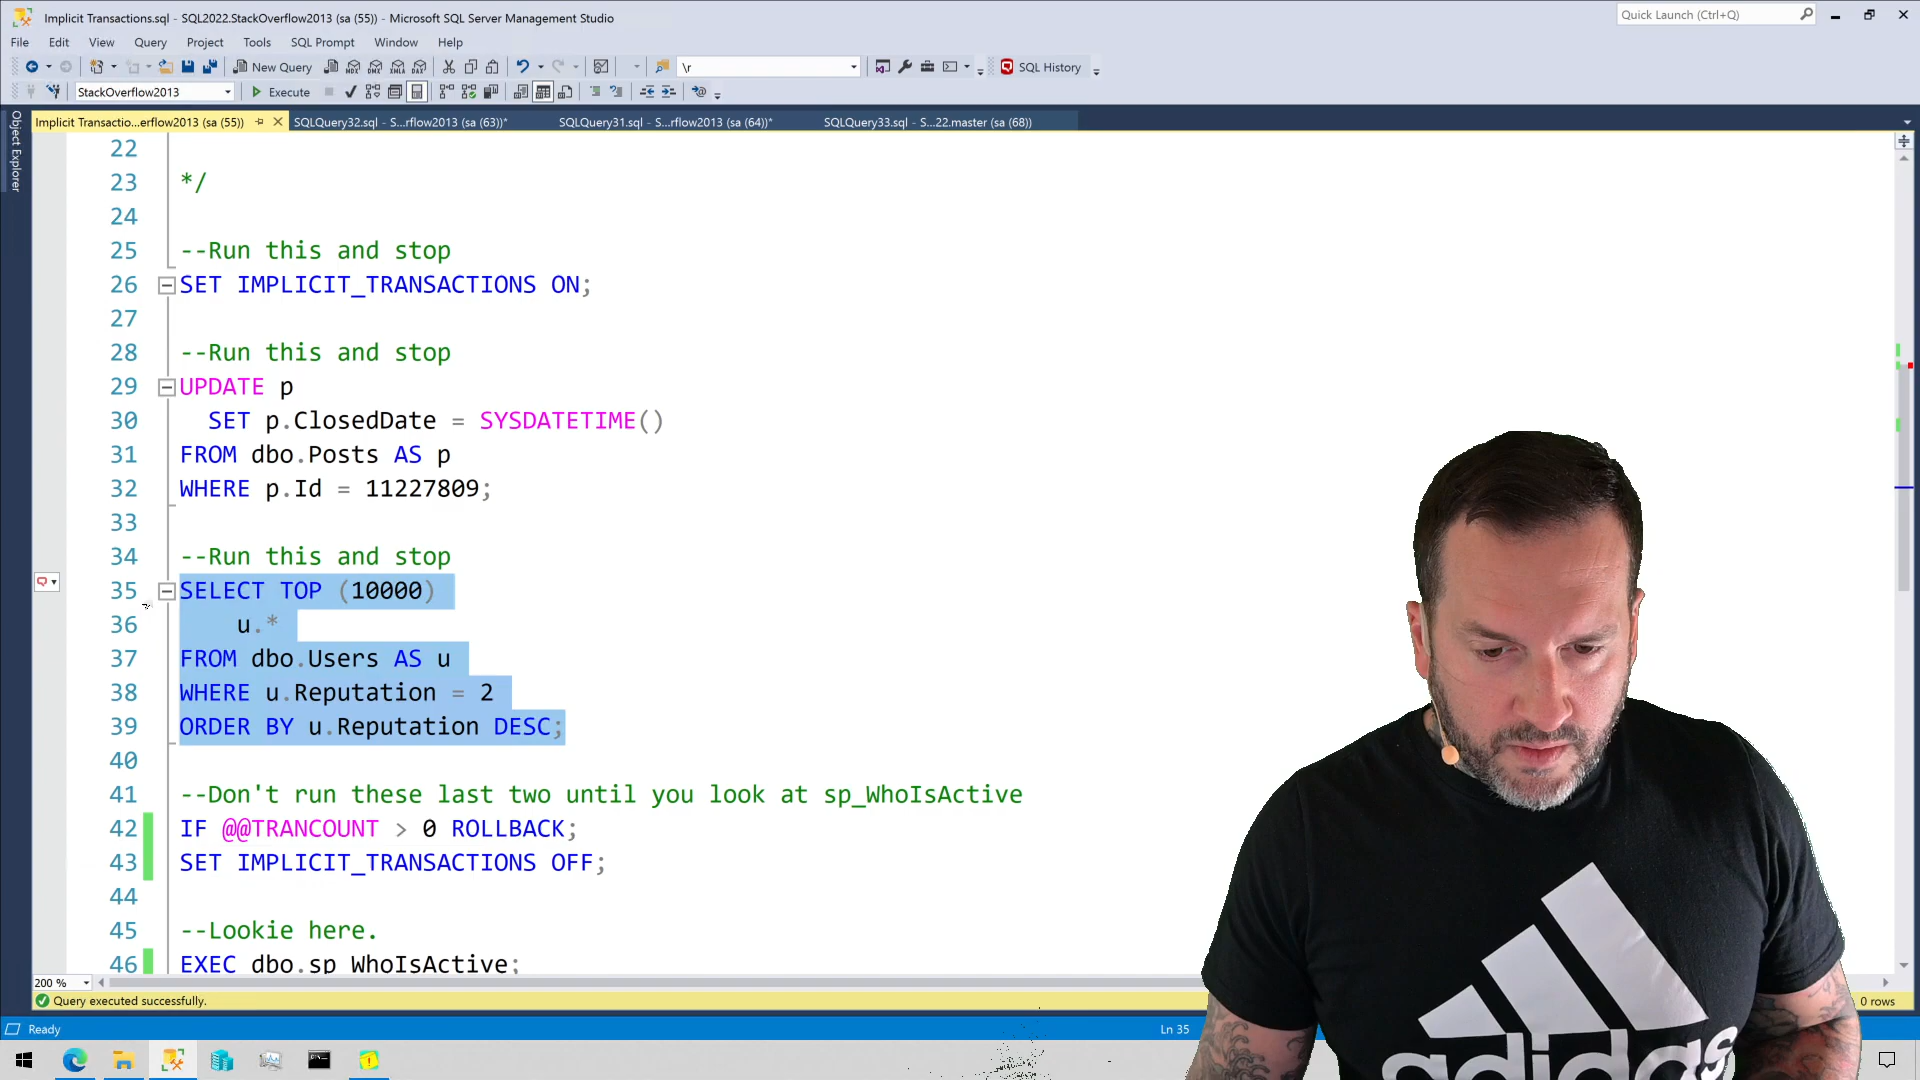 Implicit Transactions.sql - SQL2022.StackOverflow2013 (sa (55)) - Microsoft SQL Server Management Studio
Quick Launch (Ctrl+Q)
File Edit View Query Project Tools SQL Prompt Window Help
New Query
MDX DMX XMLA DAX
\r
SQL History
StackOverflow2013
Execute
Implicit Transactio...erflow2013 (sa (55))
SQLQuery32.sql - S...rflow2013 (sa (63))*
SQLQuery31.sql - S...rflow2013 (sa (64))*
SQLQuery33.sql - S...22.master (sa (68))
Object Explorer
22
23 */
24
25 --Run this and stop
26 SET IMPLICIT_TRANSACTIONS ON;
27
28 --Run this and stop
29 UPDATE p
30 SET p.ClosedDate = SYSDATETIME()
31 FROM dbo.Posts AS p
32 WHERE p.Id = 11227809;
33
34 --Run this and stop
35 SELECT TOP (10000)
36 u.*
37 FROM dbo.Users AS u
38 WHERE u.Reputation = 2
39 ORDER BY u.Reputation DESC;
40
41 --Don't run these last two until you look at sp_WhoIsActive
42 IF @@TRANCOUNT > 0 ROLLBACK;
43 SET IMPLICIT_TRANSACTIONS OFF;
44
45 --Lookie here.
46 EXEC dbo.sp_WhoIsActive;
200 %
Query executed successfully.
0 rows
Ready
Ln 35
adidas